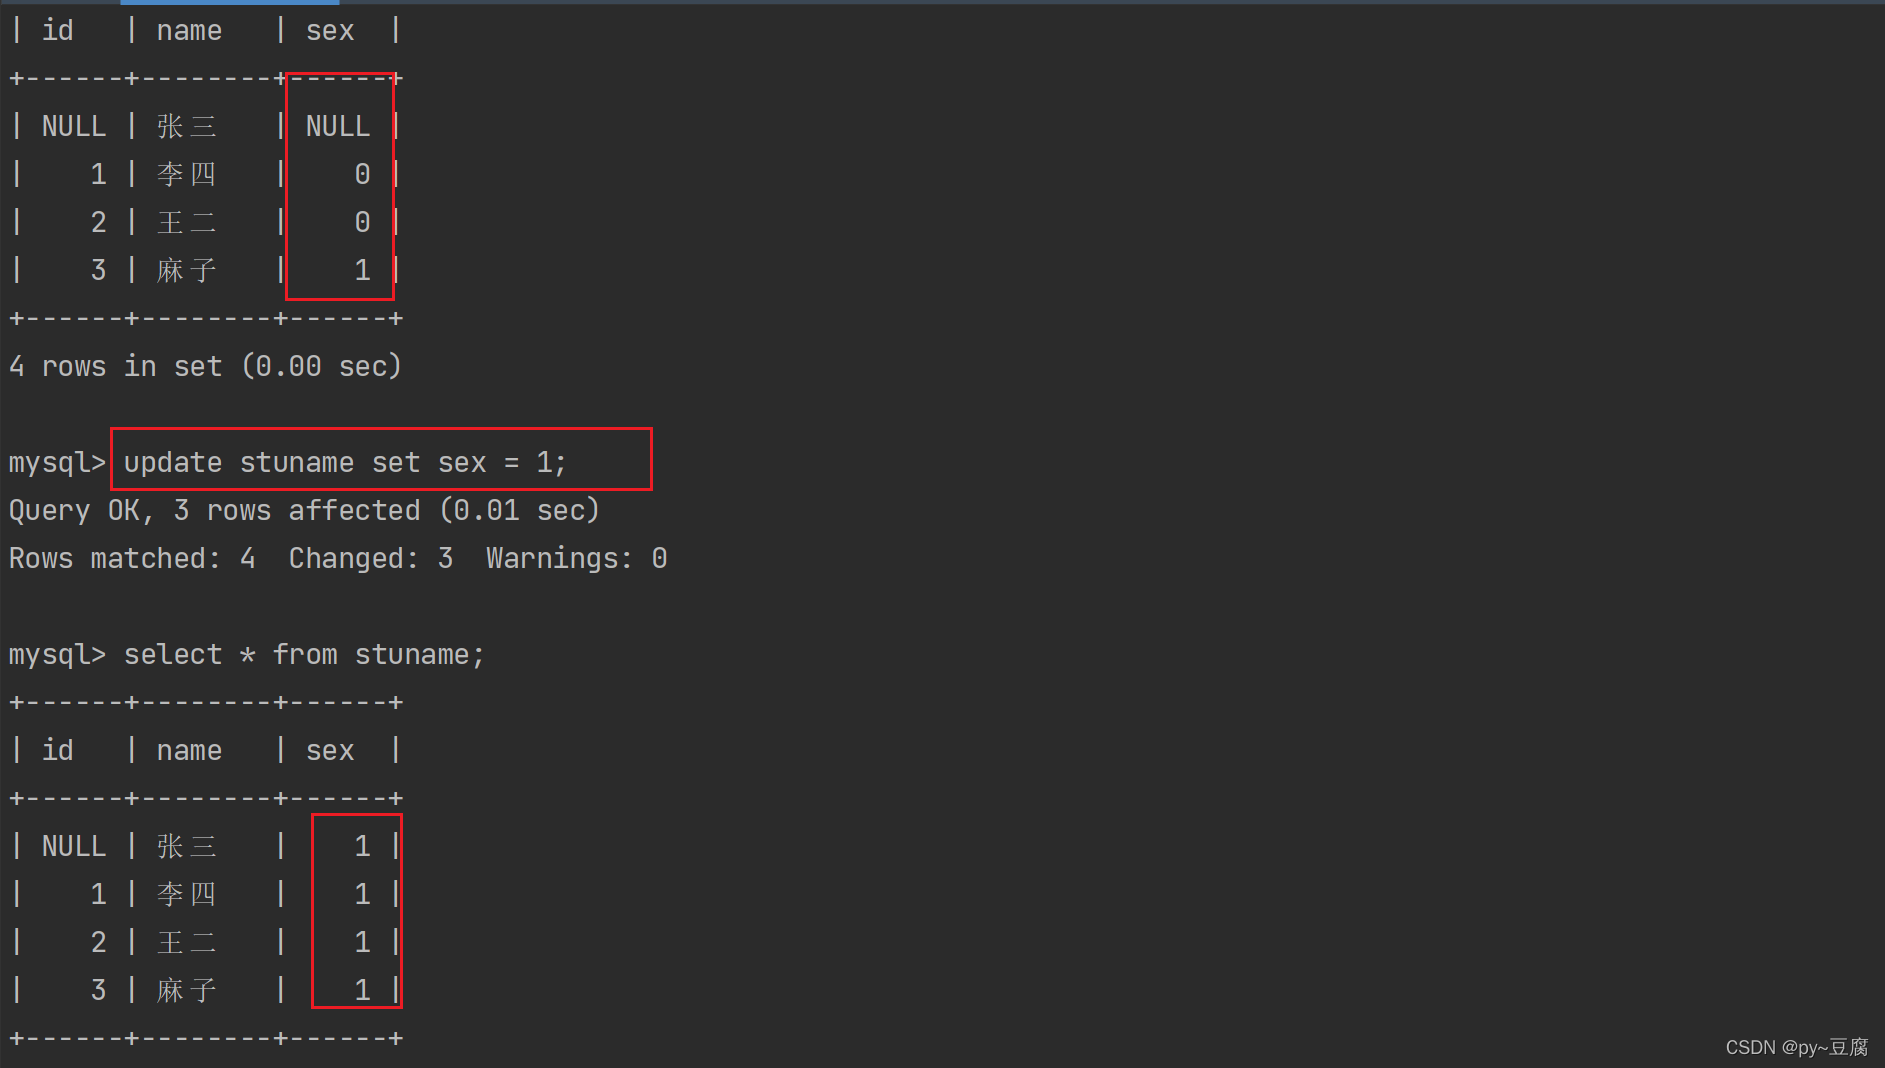 | id   | name   | sex  |
+------+--------+------+
| NULL | 张三   | NULL |
|    1 | 李四   |    0 |
|    2 | 王二   |    0 |
|    3 | 麻子   |    1 |
+------+--------+------+
4 rows in set (0.00 sec)
mysql> update stuname set sex = 1;
Query OK, 3 rows affected (0.01 sec)
Rows matched: 4  Changed: 3  Warnings: 0
mysql> select * from stuname;
+------+--------+------+
| id   | name   | sex  |
+------+--------+------+
| NULL | 张三   |    1 |
|    1 | 李四   |    1 |
|    2 | 王二   |    1 |
|    3 | 麻子   |    1 |
+------+--------+------+
CSDN @py~豆腐